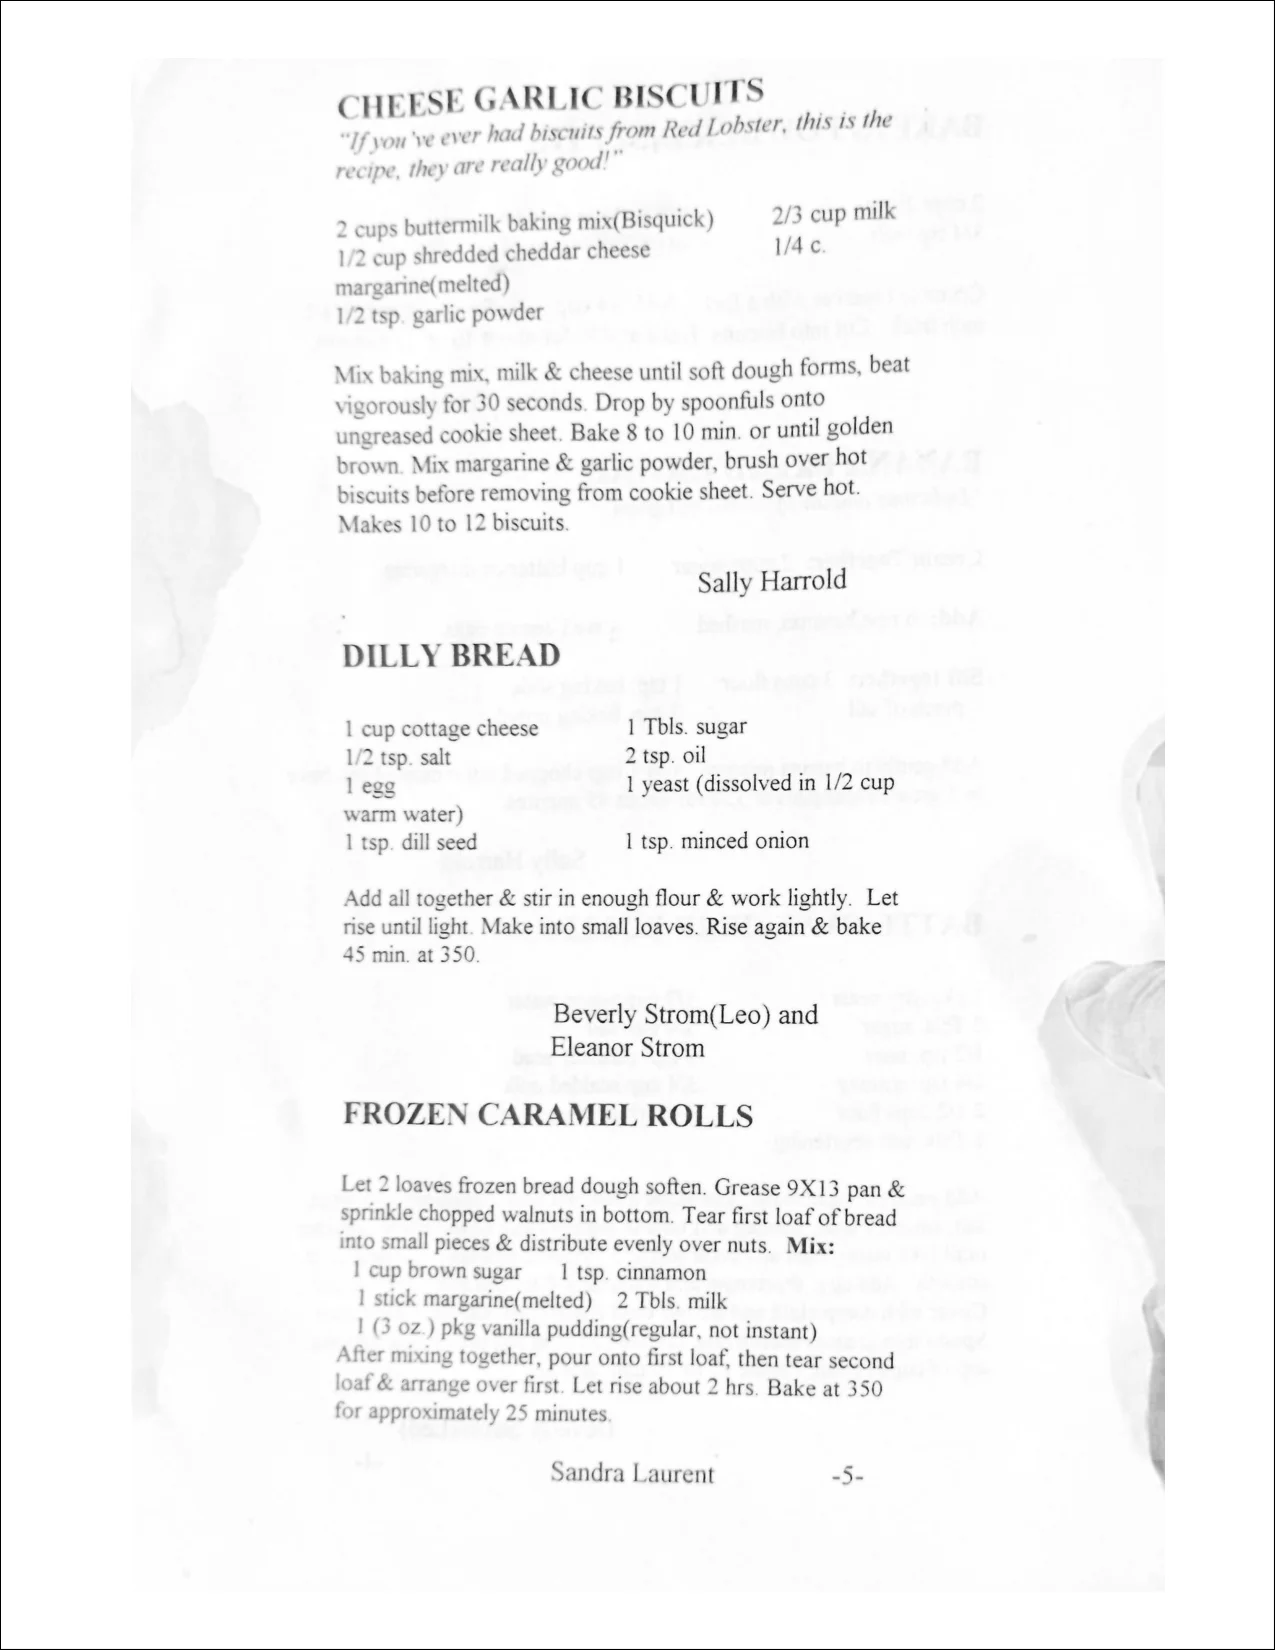 CHEESE GARLIC BISCUITS
"If you've ever had biscuits from Red Lobster, this is the
recipe, they are really good!"
2 cups buttermilk baking mix(Bisquick) 2/3 cup milk
1/2 cup shredded cheddar cheese 1/4 c.
margarine(melted)
1/2 tsp. garlic powder
Mix baking mix, milk & cheese until soft dough forms, beat
vigorously for 30 seconds. Drop by spoonfuls onto
ungreased cookie sheet. Bake 8 to 10 min. or until golden
brown. Mix margarine & garlic powder, brush over hot
biscuits before removing from cookie sheet. Serve hot.
Makes 10 to 12 biscuits.
Sally Harrold
DILLY BREAD
1 cup cottage cheese 1 Tbls. sugar
1/2 tsp. salt 2 tsp. oil
1 egg 1 yeast (dissolved in 1/2 cup
warm water)
1 tsp. dill seed 1 tsp. minced onion
Add all together & stir in enough flour & work lightly. Let
rise until light. Make into small loaves. Rise again & bake
45 min. at 350.
Beverly Strom(Leo) and
Eleanor Strom
FROZEN CARAMEL ROLLS
Let 2 loaves frozen bread dough soften. Grease 9X13 pan &
sprinkle chopped walnuts in bottom. Tear first loaf of bread
into small pieces & distribute evenly over nuts. Mix:
1 cup brown sugar 1 tsp. cinnamon
1 stick margarine(melted) 2 Tbls. milk
1 (3 oz.) pkg vanilla pudding(regular, not instant)
After mixing together, pour onto first loaf, then tear second
loaf & arrange over first. Let rise about 2 hrs. Bake at 350
for approximately 25 minutes.
Sandra Laurent -5-